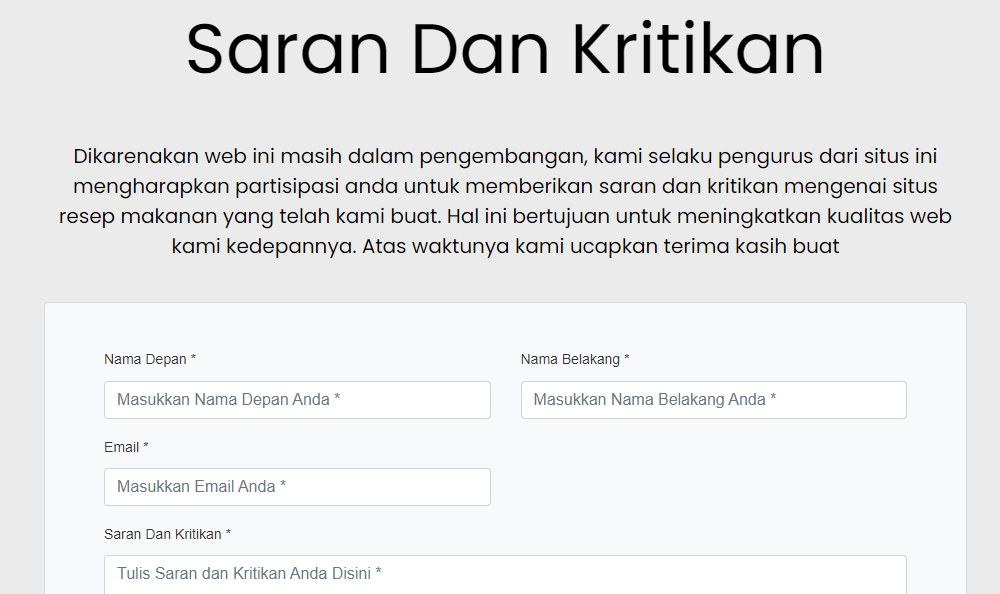 Saran Dan Kritikan
Dikarenakan web ini masih dalam pengembangan, kami selaku pengurus dari situs ini
mengharapkan partisipasi anda untuk memberikan saran dan kritikan mengenai situs
resep makanan yang telah kami buat. Hal ini bertujuan untuk meningkatkan kualitas web
kami kedepannya. Atas waktunya kami ucapkan terima kasih buat
Nama Depan *
Nama Belakang *
Masukkan Nama Depan Anda *
Masukkan Nama Belakang Anda *
Email *
Masukkan Email Anda *
Saran Dan Kritikan *
Tulis Saran dan Kritikan Anda Disini *